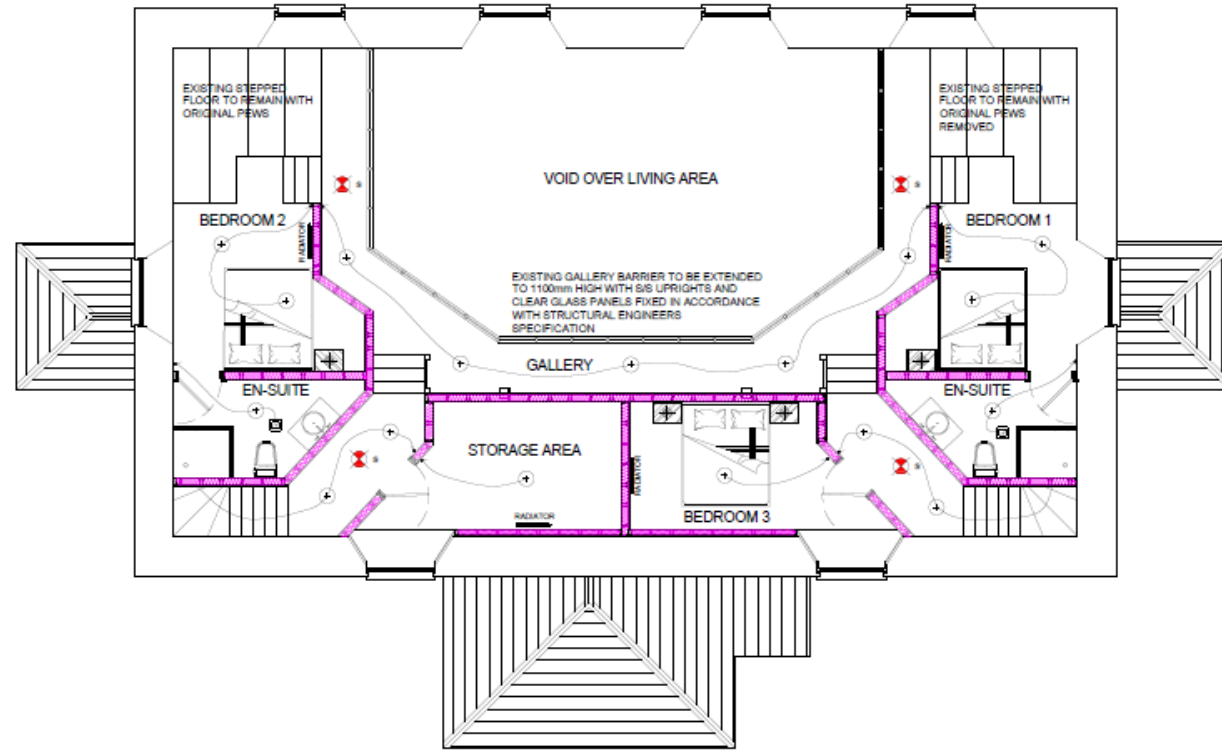 EXISTING STEPPED
FLOOR TO REMAIN WITH
ORIGINAL PEWS
EXISTING STEPPED
FLOOR TO REMAIN WITH
ORIGINAL PEWS
REMOVED
VOID OVER LIVING AREA
S
S
BEDROOM 2
BEDROOM 1
RADIATOR
RADIATOR
EXISTING GALLERY BARRIER TO BE EXTENDED
TO 1100mm HIGH WITH S/S UPRIGHTS AND
CLEAR GLASS PANELS FIXED IN ACCORDANCE
WITH STRUCTURAL ENGINEERS
SPECIFICATION
GALLERY
EN-SUITE
EN-SUITE
STORAGE AREA
S
S
RADIATOR
RADIATOR
BEDROOM 3